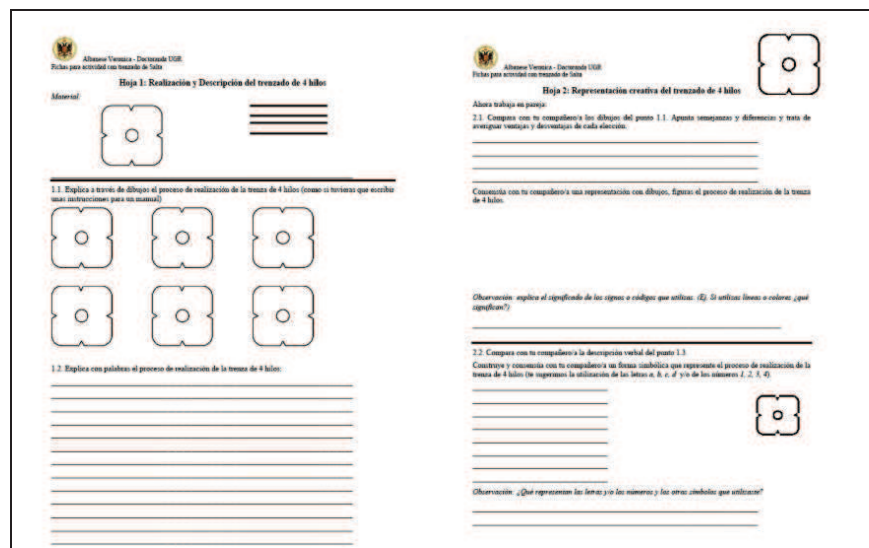 Albanese Veronica - Doctoranda UGR
Fichas para actividad con trenzado de Salta
Hoja 1: Realización y Descripción del trenzado de 4 hilos
Material:
1.1. Explica a través de dibujos el proceso de realización de la trenza de 4 hilos (como si tuvieras que escribir
unas instrucciones para un manual)
1.2. Explica con palabras el proceso de realización de la trenza de 4 hilos:
Albanese Veronica - Doctoranda UGR
Fichas para actividad con trenzado de Salta
Hoja 2: Representación creativa del trenzado de 4 hilos
Ahora trabaja en pareja:
2.1. Compara con tu compañero/a los dibujos del punto 1.1. Apunta semejanzas y diferencias y trata de
averiguar ventajas y desventajas de cada elección.
Consensúa con tu compañero/a una representación con dibujos, figuras el proceso de realización de la trenza
de 4 hilos.
Observación: explica el significado de los signos o códigos que utilizas. (Ej. Si utilizas líneas o colores ¿qué
significan?)
2.2. Compara con tu compañero/a la descripción verbal del punto 1.3.
Construye y consensúa con tu compañero/a un forma simbólica que represente el proceso de realización de la
trenza de 4 hilos (te sugerimos la utilización de las letras a, b, c, d y/o de los números 1, 2, 3, 4).
Observación: ¿Qué representan las letras y/o los números y los otros símbolos que utilizaste?